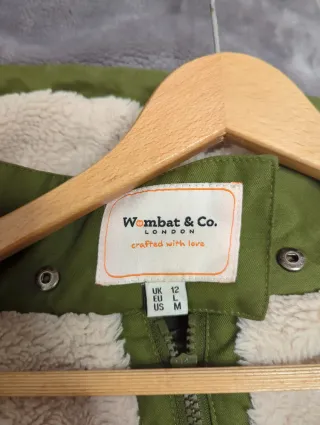 Wombat & Co.
LONDON
crafted with love
UK 12
EU L
US M